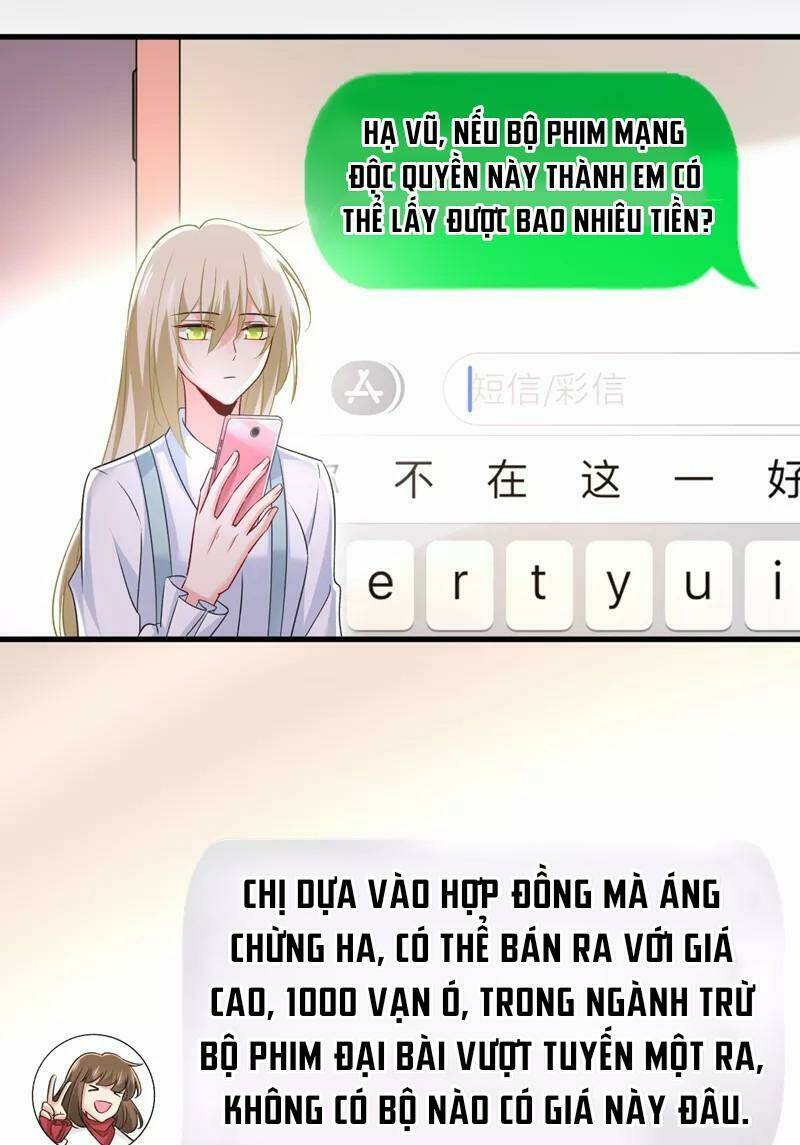 HẠ VŨ, NẾU BỘ PHIM MẠNG
ĐỘC QUYỀN NÀY THÀNH EM CÓ
THỂ LẤY ĐƯỢC BAO NHIÊU TIỀN?
短信/彩信
不 在 这 一 好
e r t y u i
CHỊ DỰA VÀO HỢP ĐỒNG MÀ ÁNG
CHỪNG HA, CÓ THỂ BÁN RA VỚI GIÁ
CAO, 1000 VẠN Ó, TRONG NGÀNH TRỪ
BỘ PHIM ĐẠI BÀI VƯỢT TUYẾN MỘT RA,
KHÔNG CÓ BỘ NÀO CÓ GIÁ NÀY ĐÂU.